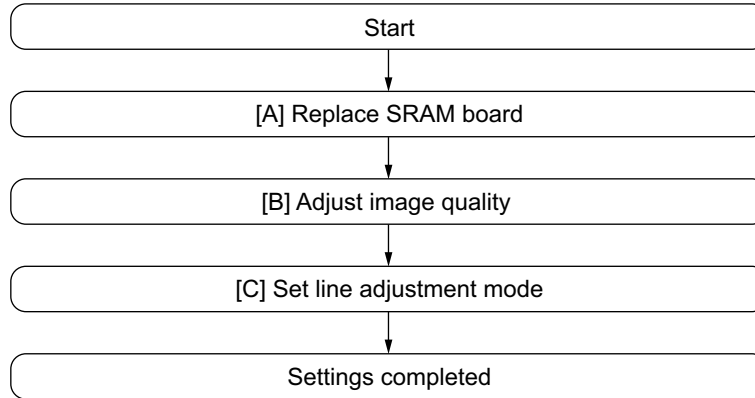 Start
[A] Replace SRAM board
[B] Adjust image quality
[C] Set line adjustment mode
Settings completed